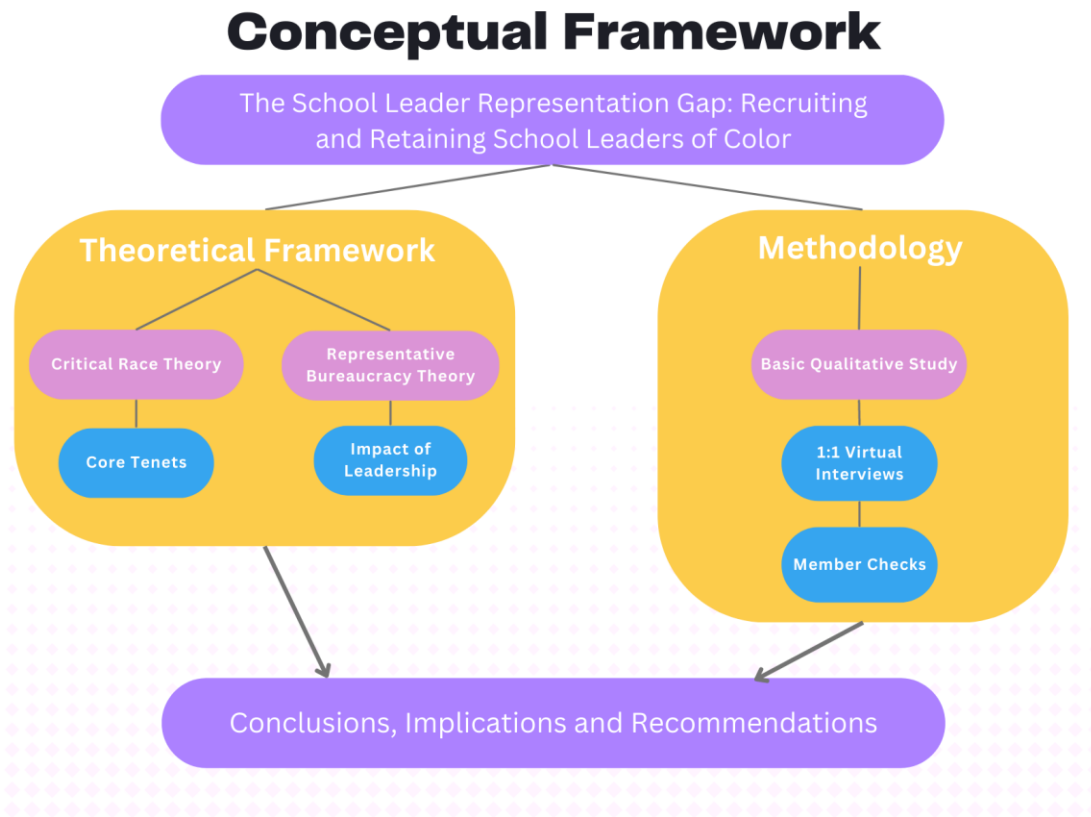 Conceptual Framework
The School Leader Representation Gap: Recruiting
and Retaining School Leaders of Color
Theoretical Framework
Critical Race Theory
Representative
Bureaucracy Theory
Core Tenets
Impact of
Leadership
Methodology
Basic Qualitative Study
1:1 Virtual
Interviews
Member Checks
Conclusions, Implications and Recommendations